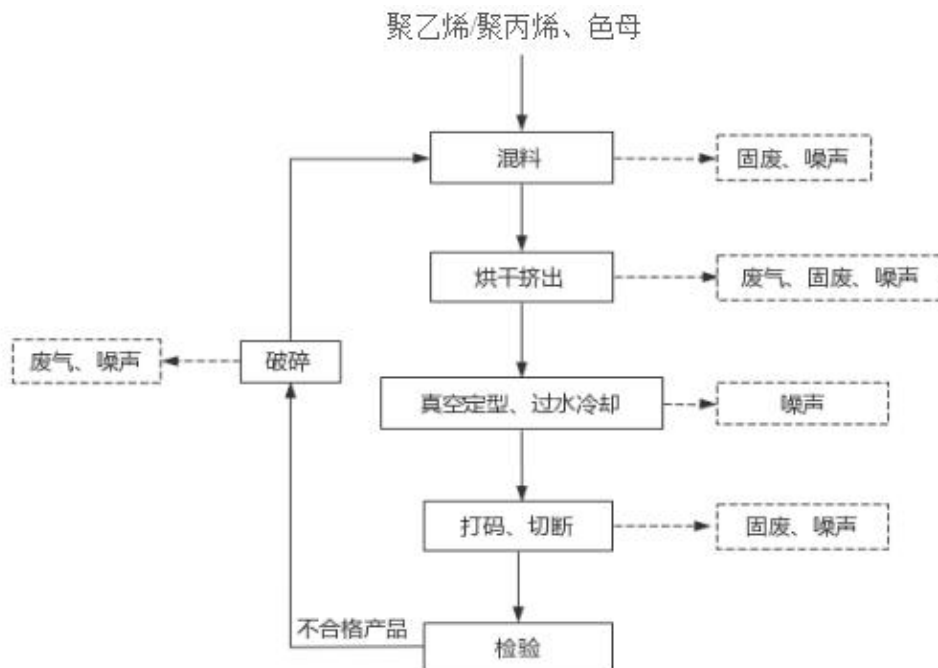 聚乙烯/聚丙烯、色母
混料
固废、噪声
烘干挤出
废气、固废、噪声
废气、噪声
破碎
真空定型、过水冷却
噪声
打码、切断
固废、噪声
不合格产品
检验